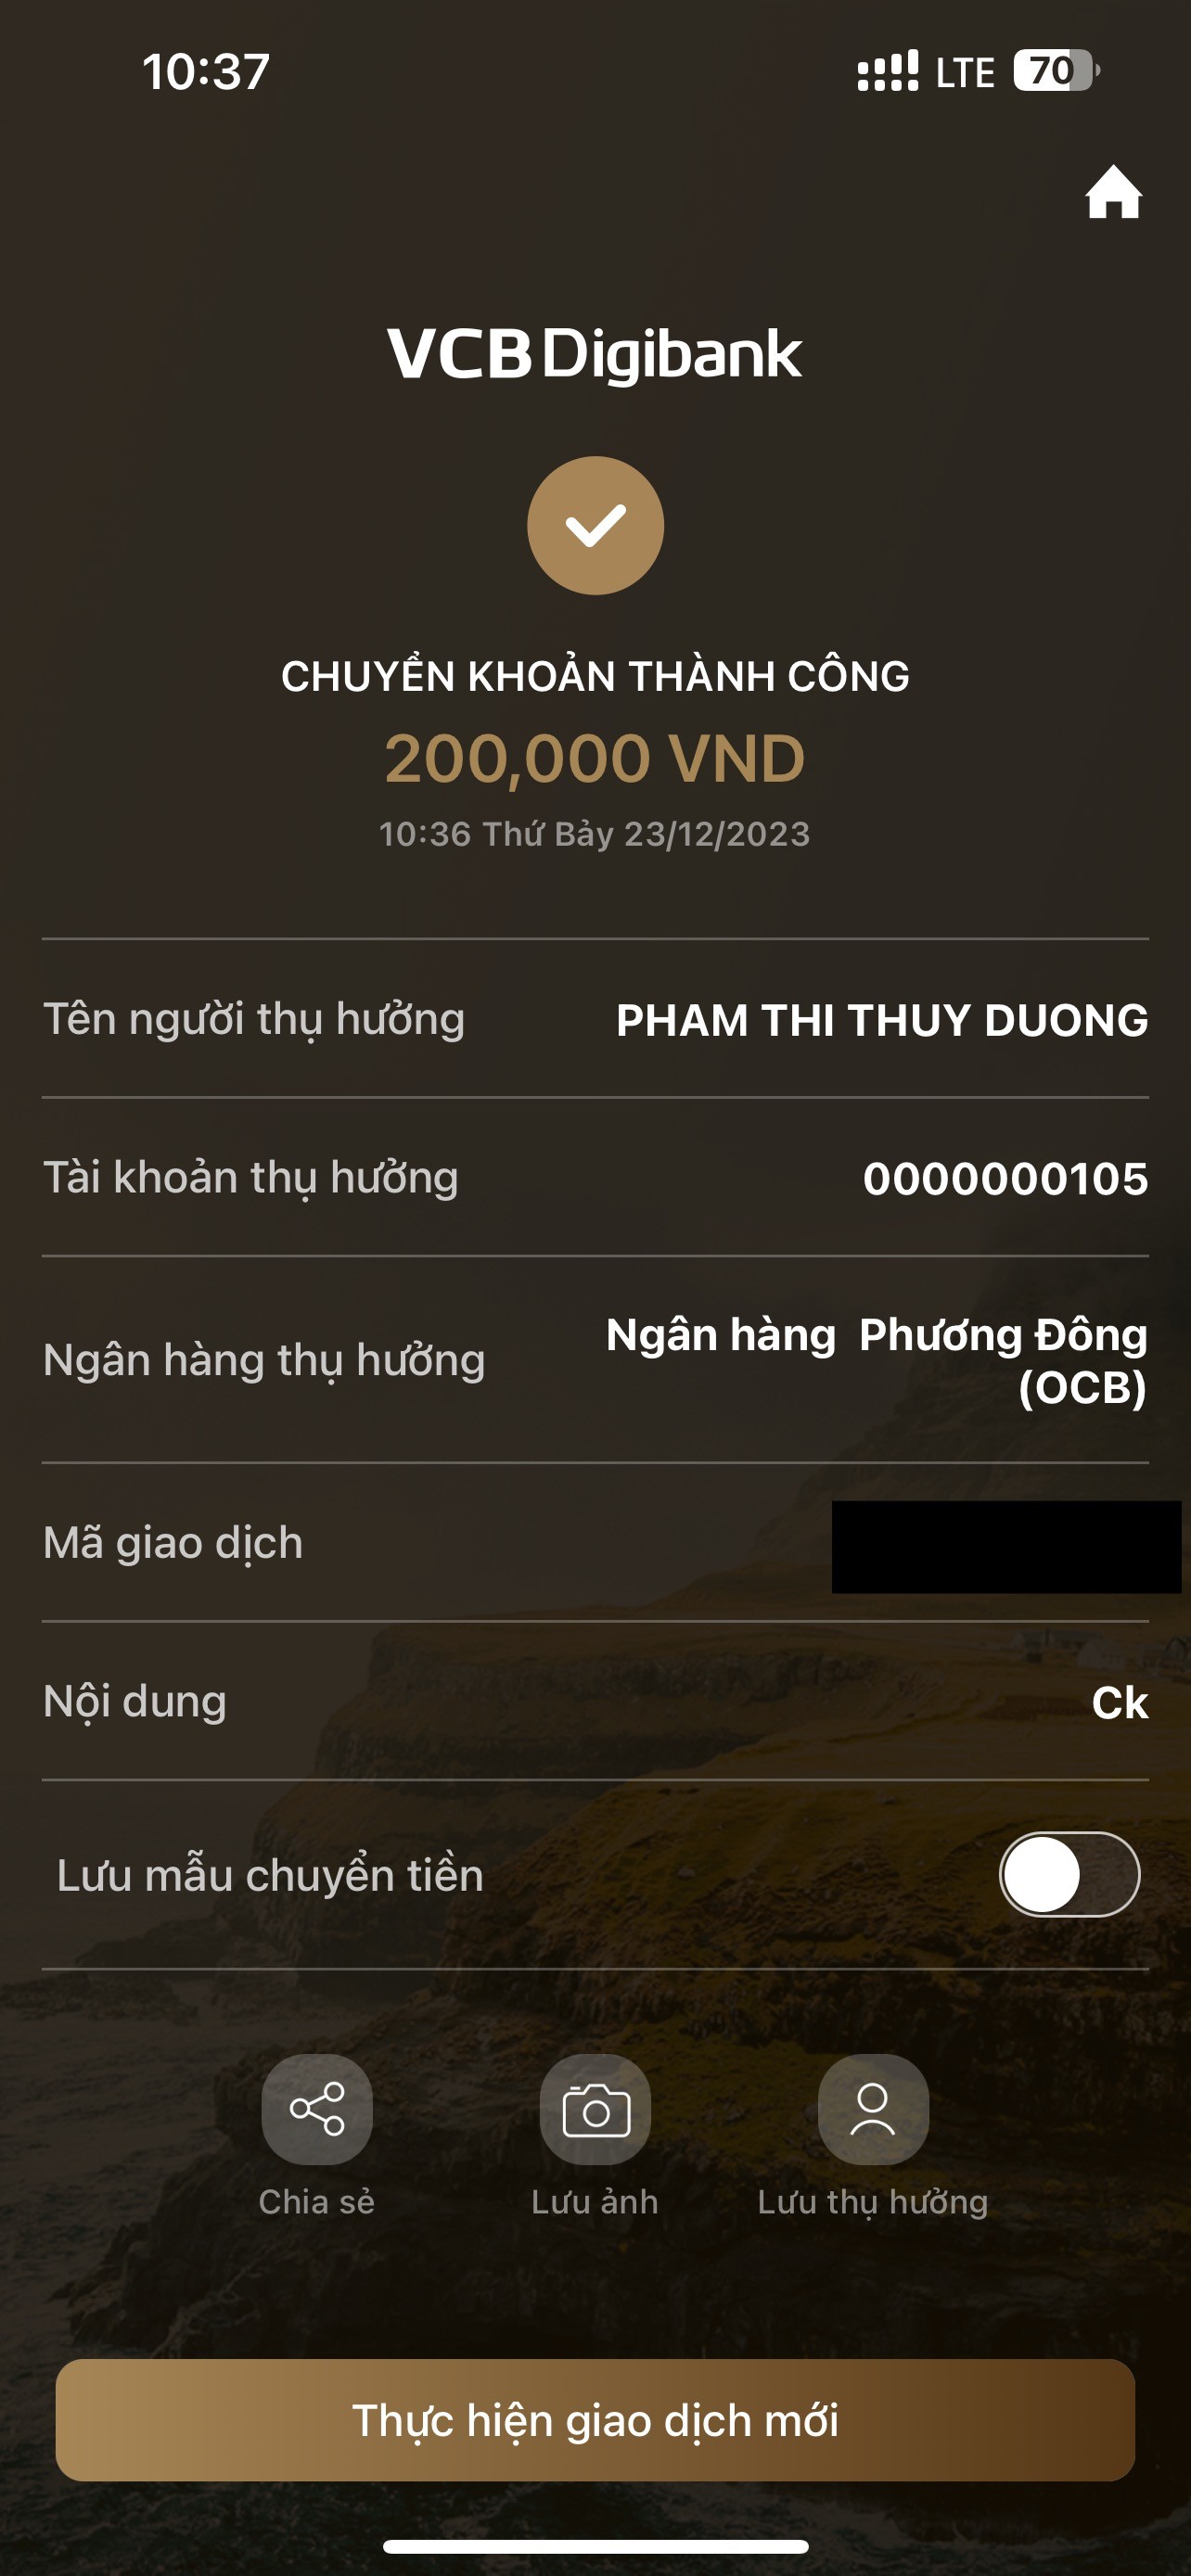 10:37
LTE 70
VCB Digibank
CHUYỂN KHOẢN THÀNH CÔNG
200,000 VND
10:36 Thứ Bảy 23/12/2023
Tên người thụ hưởng PHAM THI THUY DUONG
Tài khoản thụ hưởng 0000000105
Ngân hàng thụ hưởng Ngân hàng Phương Đông
(OCB)
Mã giao dịch
Nội dung Ck
Lưu mẫu chuyển tiền
Chia sẻ Lưu ảnh Lưu thụ hưởng
Thực hiện giao dịch mới